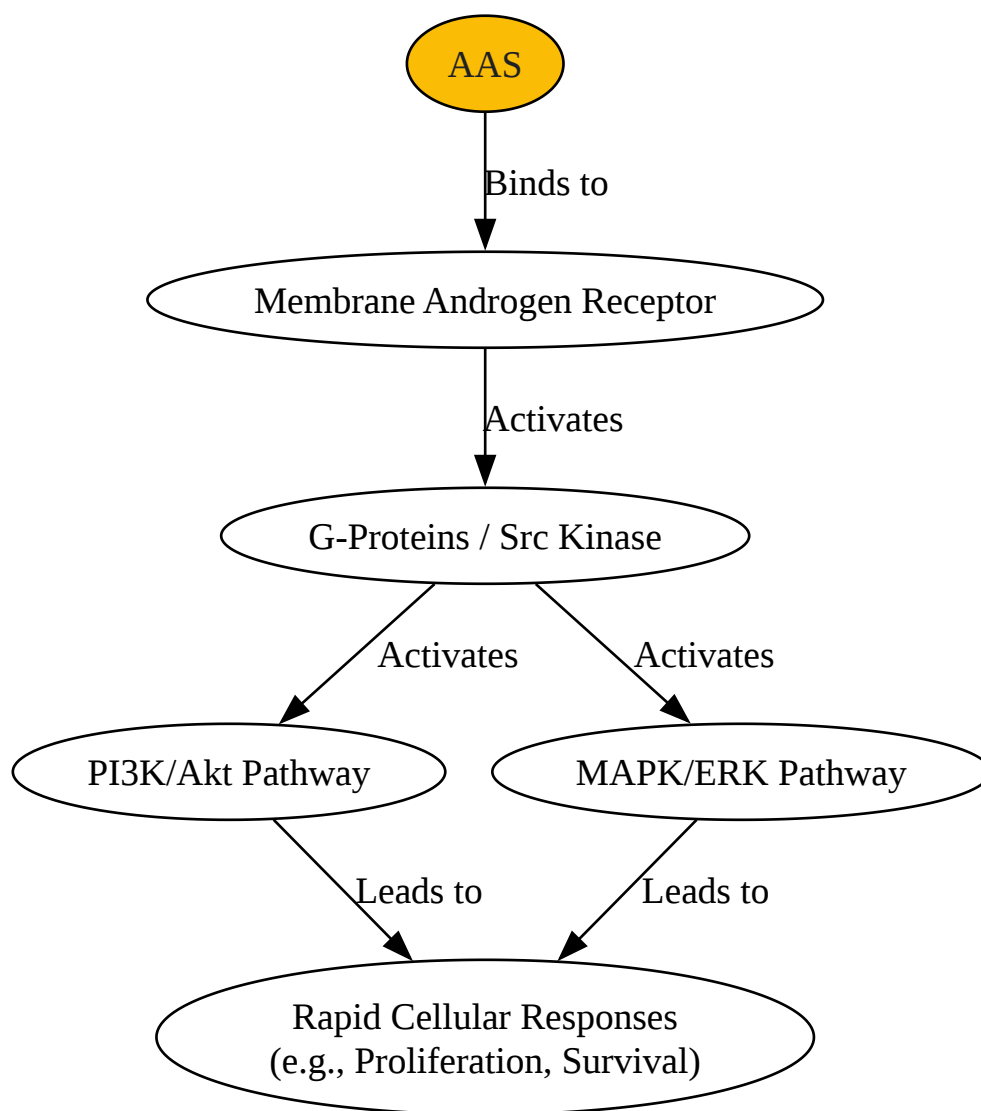 AAS
Binds to
Membrane Androgen Receptor
Activates
G-Proteins / Src Kinase
Activates
Activates
PI3K/Akt Pathway
MAPK/ERK Pathway
Leads to
Leads to
Rapid Cellular Responses
(e.g., Proliferation, Survival)